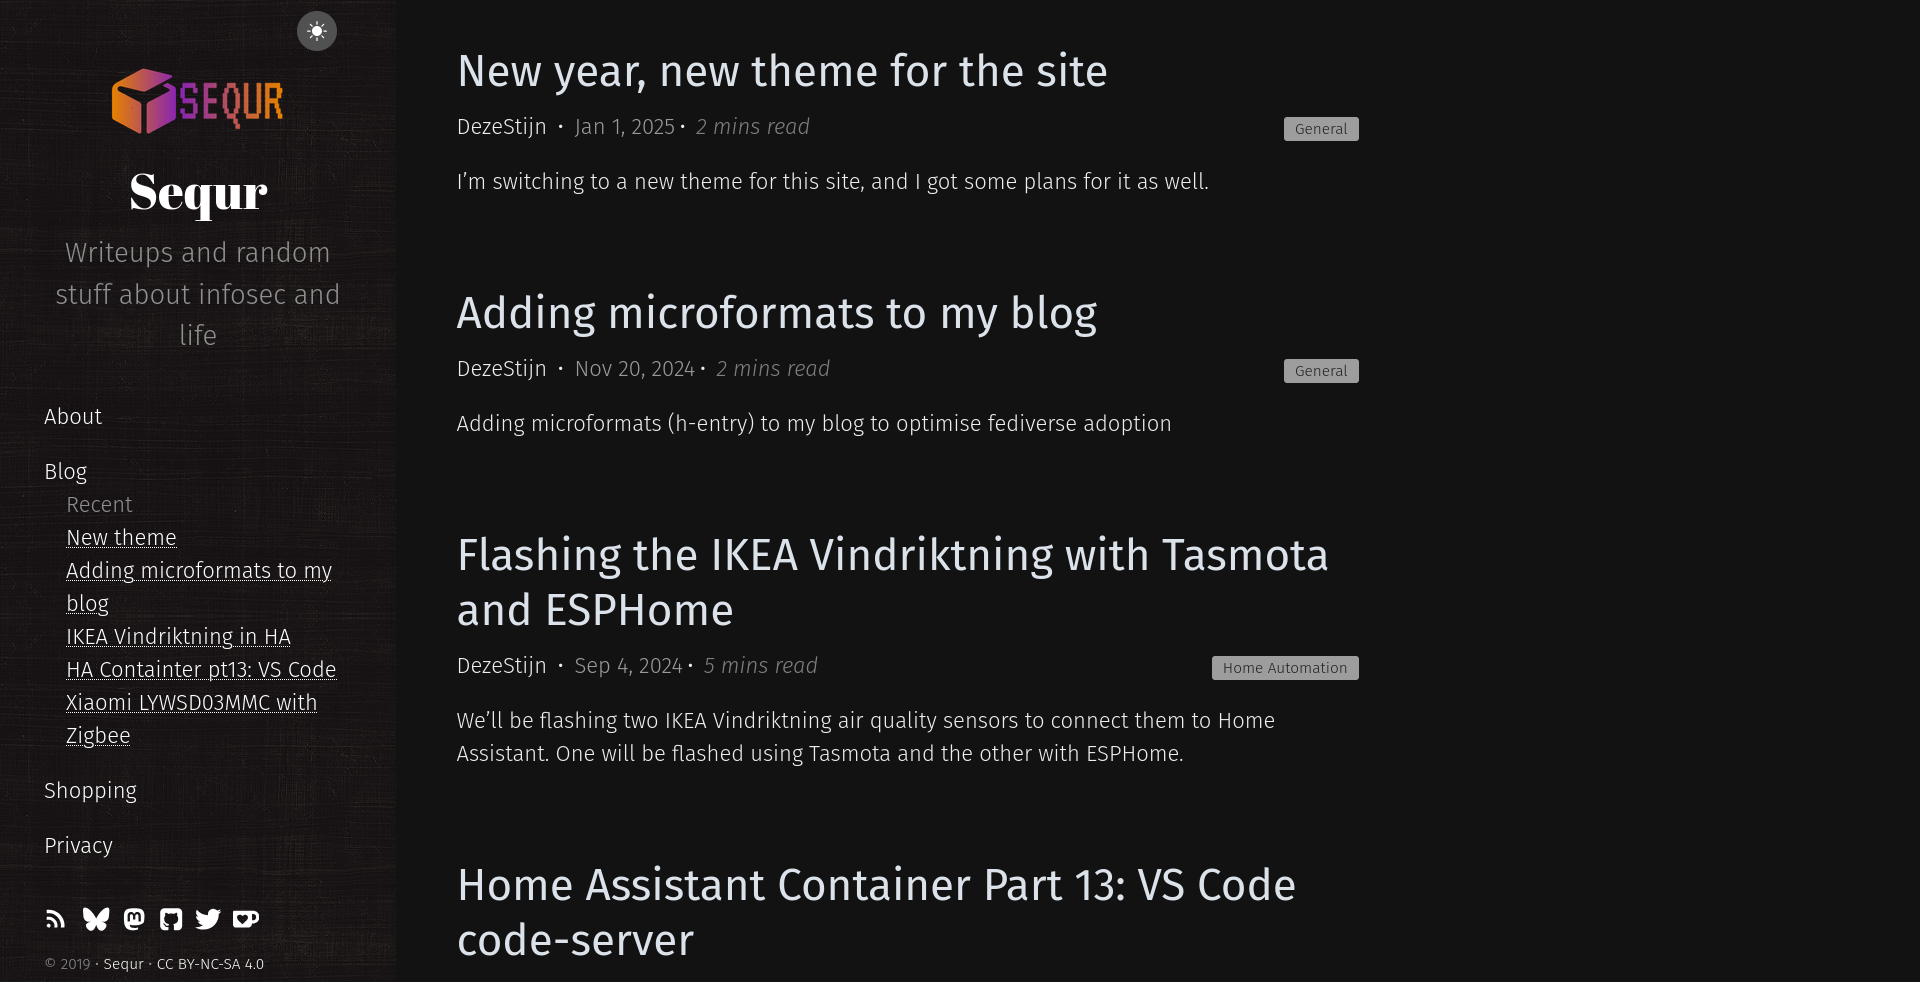 SEQUR
Sequr
Writeups and random
stuff about infosec and
life
About
Blog
Recent
New theme
Adding microformats to my
blog
IKEA Vindriktning in HA
HA Containter pt13: VS Code
Xiaomi LYWSD03MMC with
Zigbee
Shopping
Privacy
© 2019 · Sequr · CC BY-NC-SA 4.0
New year, new theme for the site
DezeStijn • Jan 1, 2025 • 2 mins read
General
I’m switching to a new theme for this site, and I got some plans for it as well.
Adding microformats to my blog
DezeStijn • Nov 20, 2024 • 2 mins read
General
Adding microformats (h-entry) to my blog to optimise fediverse adoption
Flashing the IKEA Vindriktning with Tasmota
and ESPHome
DezeStijn • Sep 4, 2024 • 5 mins read
Home Automation
We’ll be flashing two IKEA Vindriktning air quality sensors to connect them to Home
Assistant. One will be flashed using Tasmota and the other with ESPHome.
Home Assistant Container Part 13: VS Code
code-server